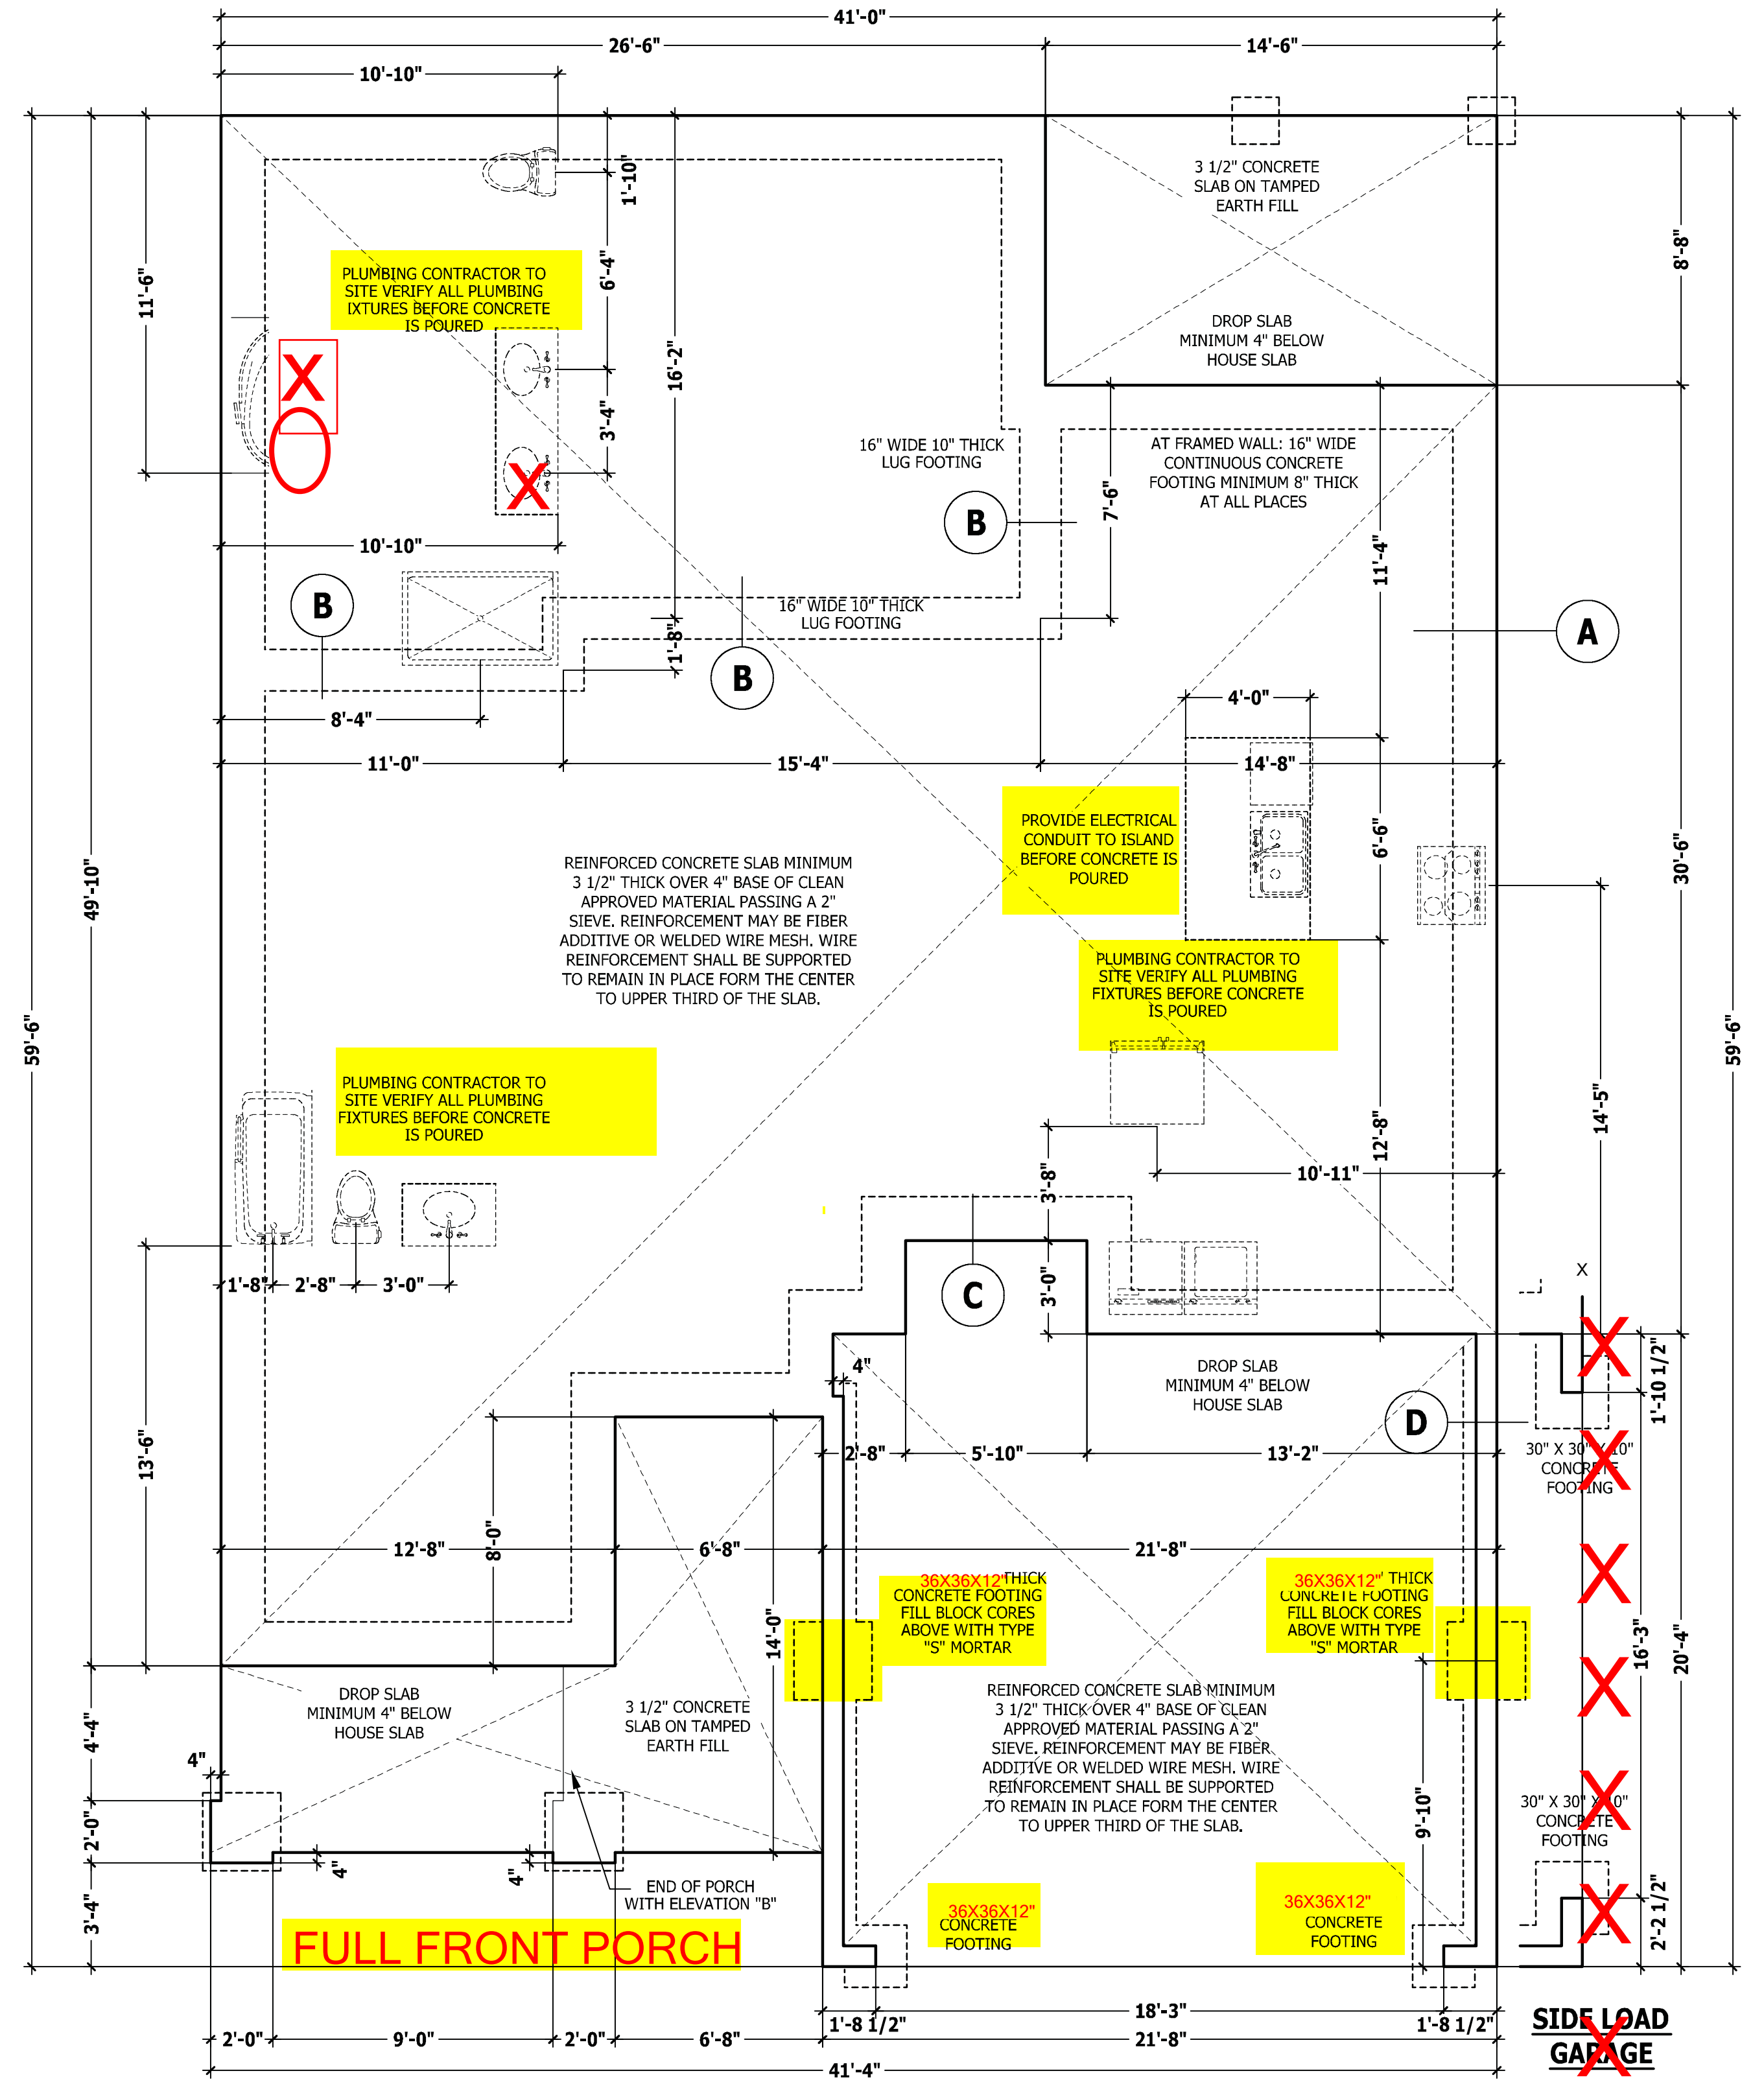 41'-0"
26'-6"
14'-6"
10'-10"
1'-10"
3 1/2" CONCRETE
SLAB ON TAMPED
EARTH FILL
8'-8"
11'-6"
PLUMBING CONTRACTOR TO
SITE VERIFY ALL PLUMBING
IXTURES BEFORE CONCRETE
IS POURED
6'-4"
DROP SLAB
MINIMUM 4" BELOW
HOUSE SLAB
X
16'-2"
3'-4"
X
16" WIDE 10" THICK
LUG FOOTING
AT FRAMED WALL: 16" WIDE
CONTINUOUS CONCRETE
FOOTING MINIMUM 8" THICK
AT ALL PLACES
7'-6"
B
10'-10"
11'-4"
B
16" WIDE 10" THICK
LUG FOOTING
A
1'-8"
B
4'-0"
8'-4"
11'-0"
15'-4"
14'-8"
PROVIDE ELECTRICAL
CONDUIT TO ISLAND
BEFORE CONCRETE IS
POURED
6'-6"
30'-6"
49'-10"
REINFORCED CONCRETE SLAB MINIMUM
3 1/2" THICK OVER 4" BASE OF CLEAN
APPROVED MATERIAL PASSING A 2"
SIEVE. REINFORCEMENT MAY BE FIBER
ADDITIVE OR WELDED WIRE MESH. WIRE
REINFORCEMENT SHALL BE SUPPORTED
TO REMAIN IN PLACE FORM THE CENTER
TO UPPER THIRD OF THE SLAB.
PLUMBING CONTRACTOR TO
SITE VERIFY ALL PLUMBING
FIXTURES BEFORE CONCRETE
IS POURED
59'-6"
59'-6"
PLUMBING CONTRACTOR TO
SITE VERIFY ALL PLUMBING
FIXTURES BEFORE CONCRETE
IS POURED
14'-5"
12'-8"
10'-11"
3'-8"
1'-8"
2'-8"
3'-0"
3'-0"
C
X
4"
DROP SLAB
MINIMUM 4" BELOW
HOUSE SLAB
X
1'-10 1/2"
D
2'-8"
5'-10"
13'-2"
13'-6"
X
30" X 30" X 10"
CONCRETE
FOOTING
8'-0"
12'-8"
6'-8"
21'-8"
X
36X36X12" THICK
CONCRETE FOOTING
FILL BLOCK CORES
ABOVE WITH TYPE
"S" MORTAR
36X36X12" THICK
CONCRETE FOOTING
FILL BLOCK CORES
ABOVE WITH TYPE
"S" MORTAR
14'-0"
16'-3"
20'-4"
X
DROP SLAB
MINIMUM 4" BELOW
HOUSE SLAB
3 1/2" CONCRETE
SLAB ON TAMPED
EARTH FILL
REINFORCED CONCRETE SLAB MINIMUM
3 1/2" THICK OVER 4" BASE OF CLEAN
APPROVED MATERIAL PASSING A 2"
SIEVE. REINFORCEMENT MAY BE FIBER
ADDITIVE OR WELDED WIRE MESH. WIRE
REINFORCEMENT SHALL BE SUPPORTED
TO REMAIN IN PLACE FORM THE CENTER
TO UPPER THIRD OF THE SLAB.
4'-4"
4"
9'-10"
X
30" X 30" X 10"
CONCRETE
FOOTING
2'-0"
4"
4"
END OF PORCH
WITH ELEVATION "B"
36X36X12"
CONCRETE
FOOTING
36X36X12"
CONCRETE
FOOTING
X
2'-2 1/2"
3'-4"
FULL FRONT PORCH
18'-3"
1'-8 1/2"
1'-8 1/2"
2'-0"
9'-0"
2'-0"
6'-8"
21'-8"
41'-4"
SIDE LOAD
GARAGE
X